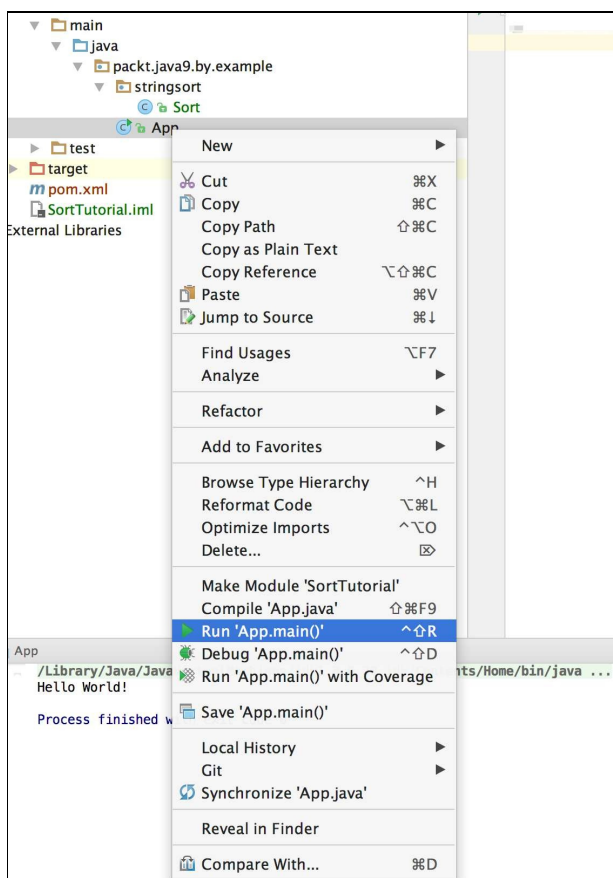 main
java
packt.java9.by.example
stringsort
Sort
App
test
target
pom.xml
SortTutorial.iml
External Libraries
New
Cut ⌘X
Copy ⌘C
Copy Path ⇧⌘C
Copy as Plain Text
Copy Reference ⌥⇧⌘C
Paste ⌘V
Jump to Source ⌘↓
Find Usages ⌥F7
Analyze
Refactor
Add to Favorites
Browse Type Hierarchy ^H
Reformat Code ⌥⌘L
Optimize Imports ^⌥O
Delete... ⌦
Make Module 'SortTutorial'
Compile 'App.java' ⇧⌘F9
Run 'App.main()' ^⇧R
Debug 'App.main()' ^⇧D
Run 'App.main()' with Coverage
Save 'App.main()'
Local History
Git
Synchronize 'App.java'
Reveal in Finder
Compare With... ⌘D
App
/Library/Java/Java nts/Home/bin/java ...
Hello World!
Process finished w